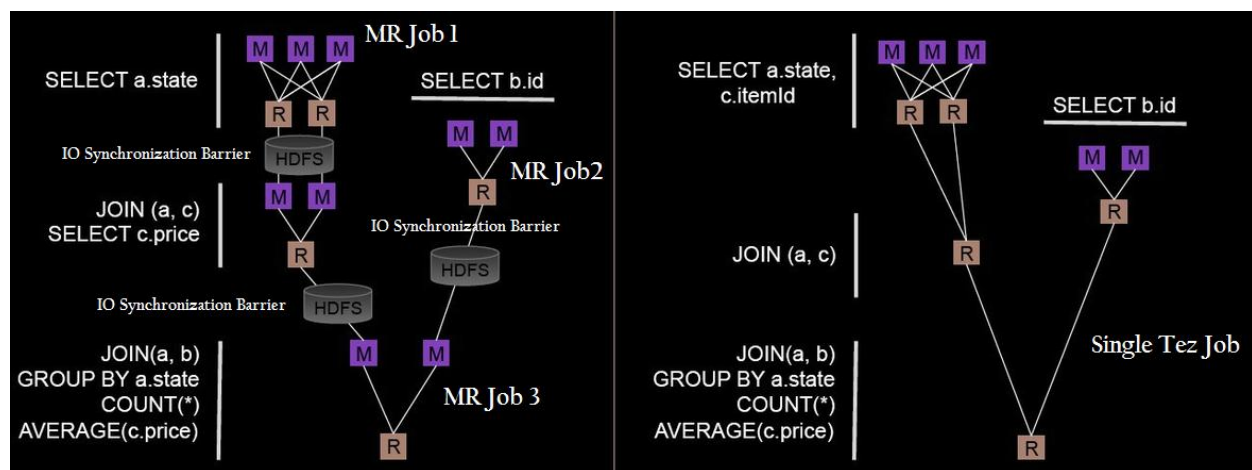 MR Job 1
M M M
SELECT a.state
SELECT b.id
R R
M M
IO Synchronization Barrier
HDFS
MR Job2
R
M M
JOIN (a, c)
SELECT c.price
IO Synchronization Barrier
R
HDFS
IO Synchronization Barrier
HDFS
M M
JOIN(a, b)
GROUP BY a.state
COUNT(*)
AVERAGE(c.price)
MR Job 3
R
M M M
SELECT a.state,
c.itemId
R R
SELECT b.id
M M
R
JOIN (a, c)
R
Single Tez Job
JOIN(a, b)
GROUP BY a.state
COUNT(*)
AVERAGE(c.price)
R